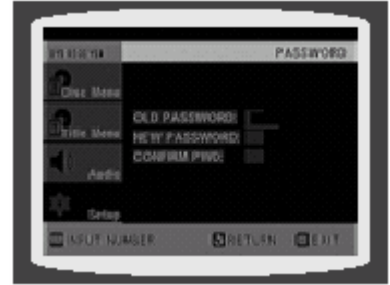 PASSWORD
Disc Menu
Title Menu
Audio
Setup
OLD PASSWORD:
NEW PASSWORD:
CONFIRM PWD:
INPUT NUMBER RETURN EXIT